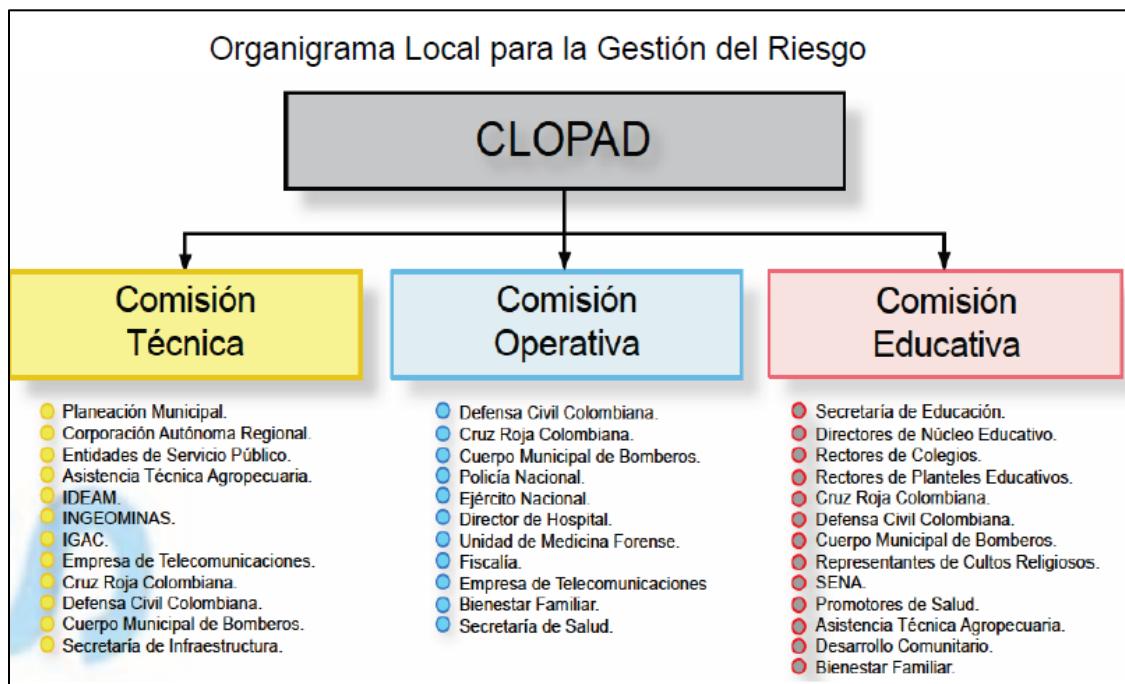 Organigrama Local para la Gestión del Riesgo
CLOPAD
Comisión
Técnica
Planeación Municipal.
Corporación Autónoma Regional.
Entidades de Servicio Público.
Asistencia Técnica Agropecuaria.
IDEAM.
INGEOMINAS.
IGAC.
Empresa de Telecomunicaciones.
Cruz Roja Colombiana.
Defensa Civil Colombiana.
Cuerpo Municipal de Bomberos.
Secretaría de Infraestructura.
Comisión
Operativa
Defensa Civil Colombiana.
Cruz Roja Colombiana.
Cuerpo Municipal de Bomberos.
Policía Nacional.
Ejército Nacional.
Director de Hospital.
Unidad de Medicina Forense.
Fiscalía.
Empresa de Telecomunicaciones
Bienestar Familiar.
Secretaría de Salud.
Comisión
Educativa
Secretaría de Educación.
Directores de Núcleo Educativo.
Rectores de Colegios.
Rectores de Planteles Educativos.
Cruz Roja Colombiana.
Defensa Civil Colombiana.
Cuerpo Municipal de Bomberos.
Representantes de Cultos Religiosos.
SENA.
Promotores de Salud.
Asistencia Técnica Agropecuaria.
Desarrollo Comunitario.
Bienestar Familiar.